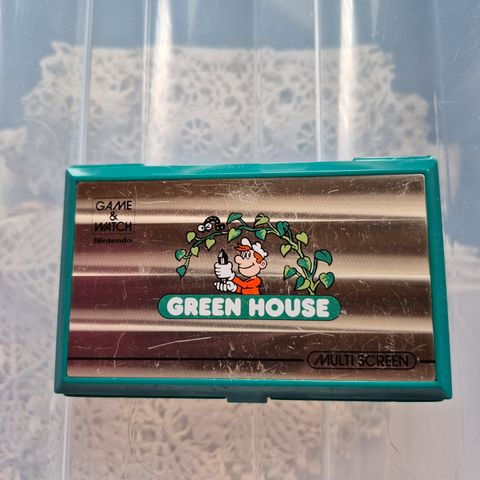 GAME
&
WATCH
Nintendo
GREEN HOUSE
MULTI SCREEN